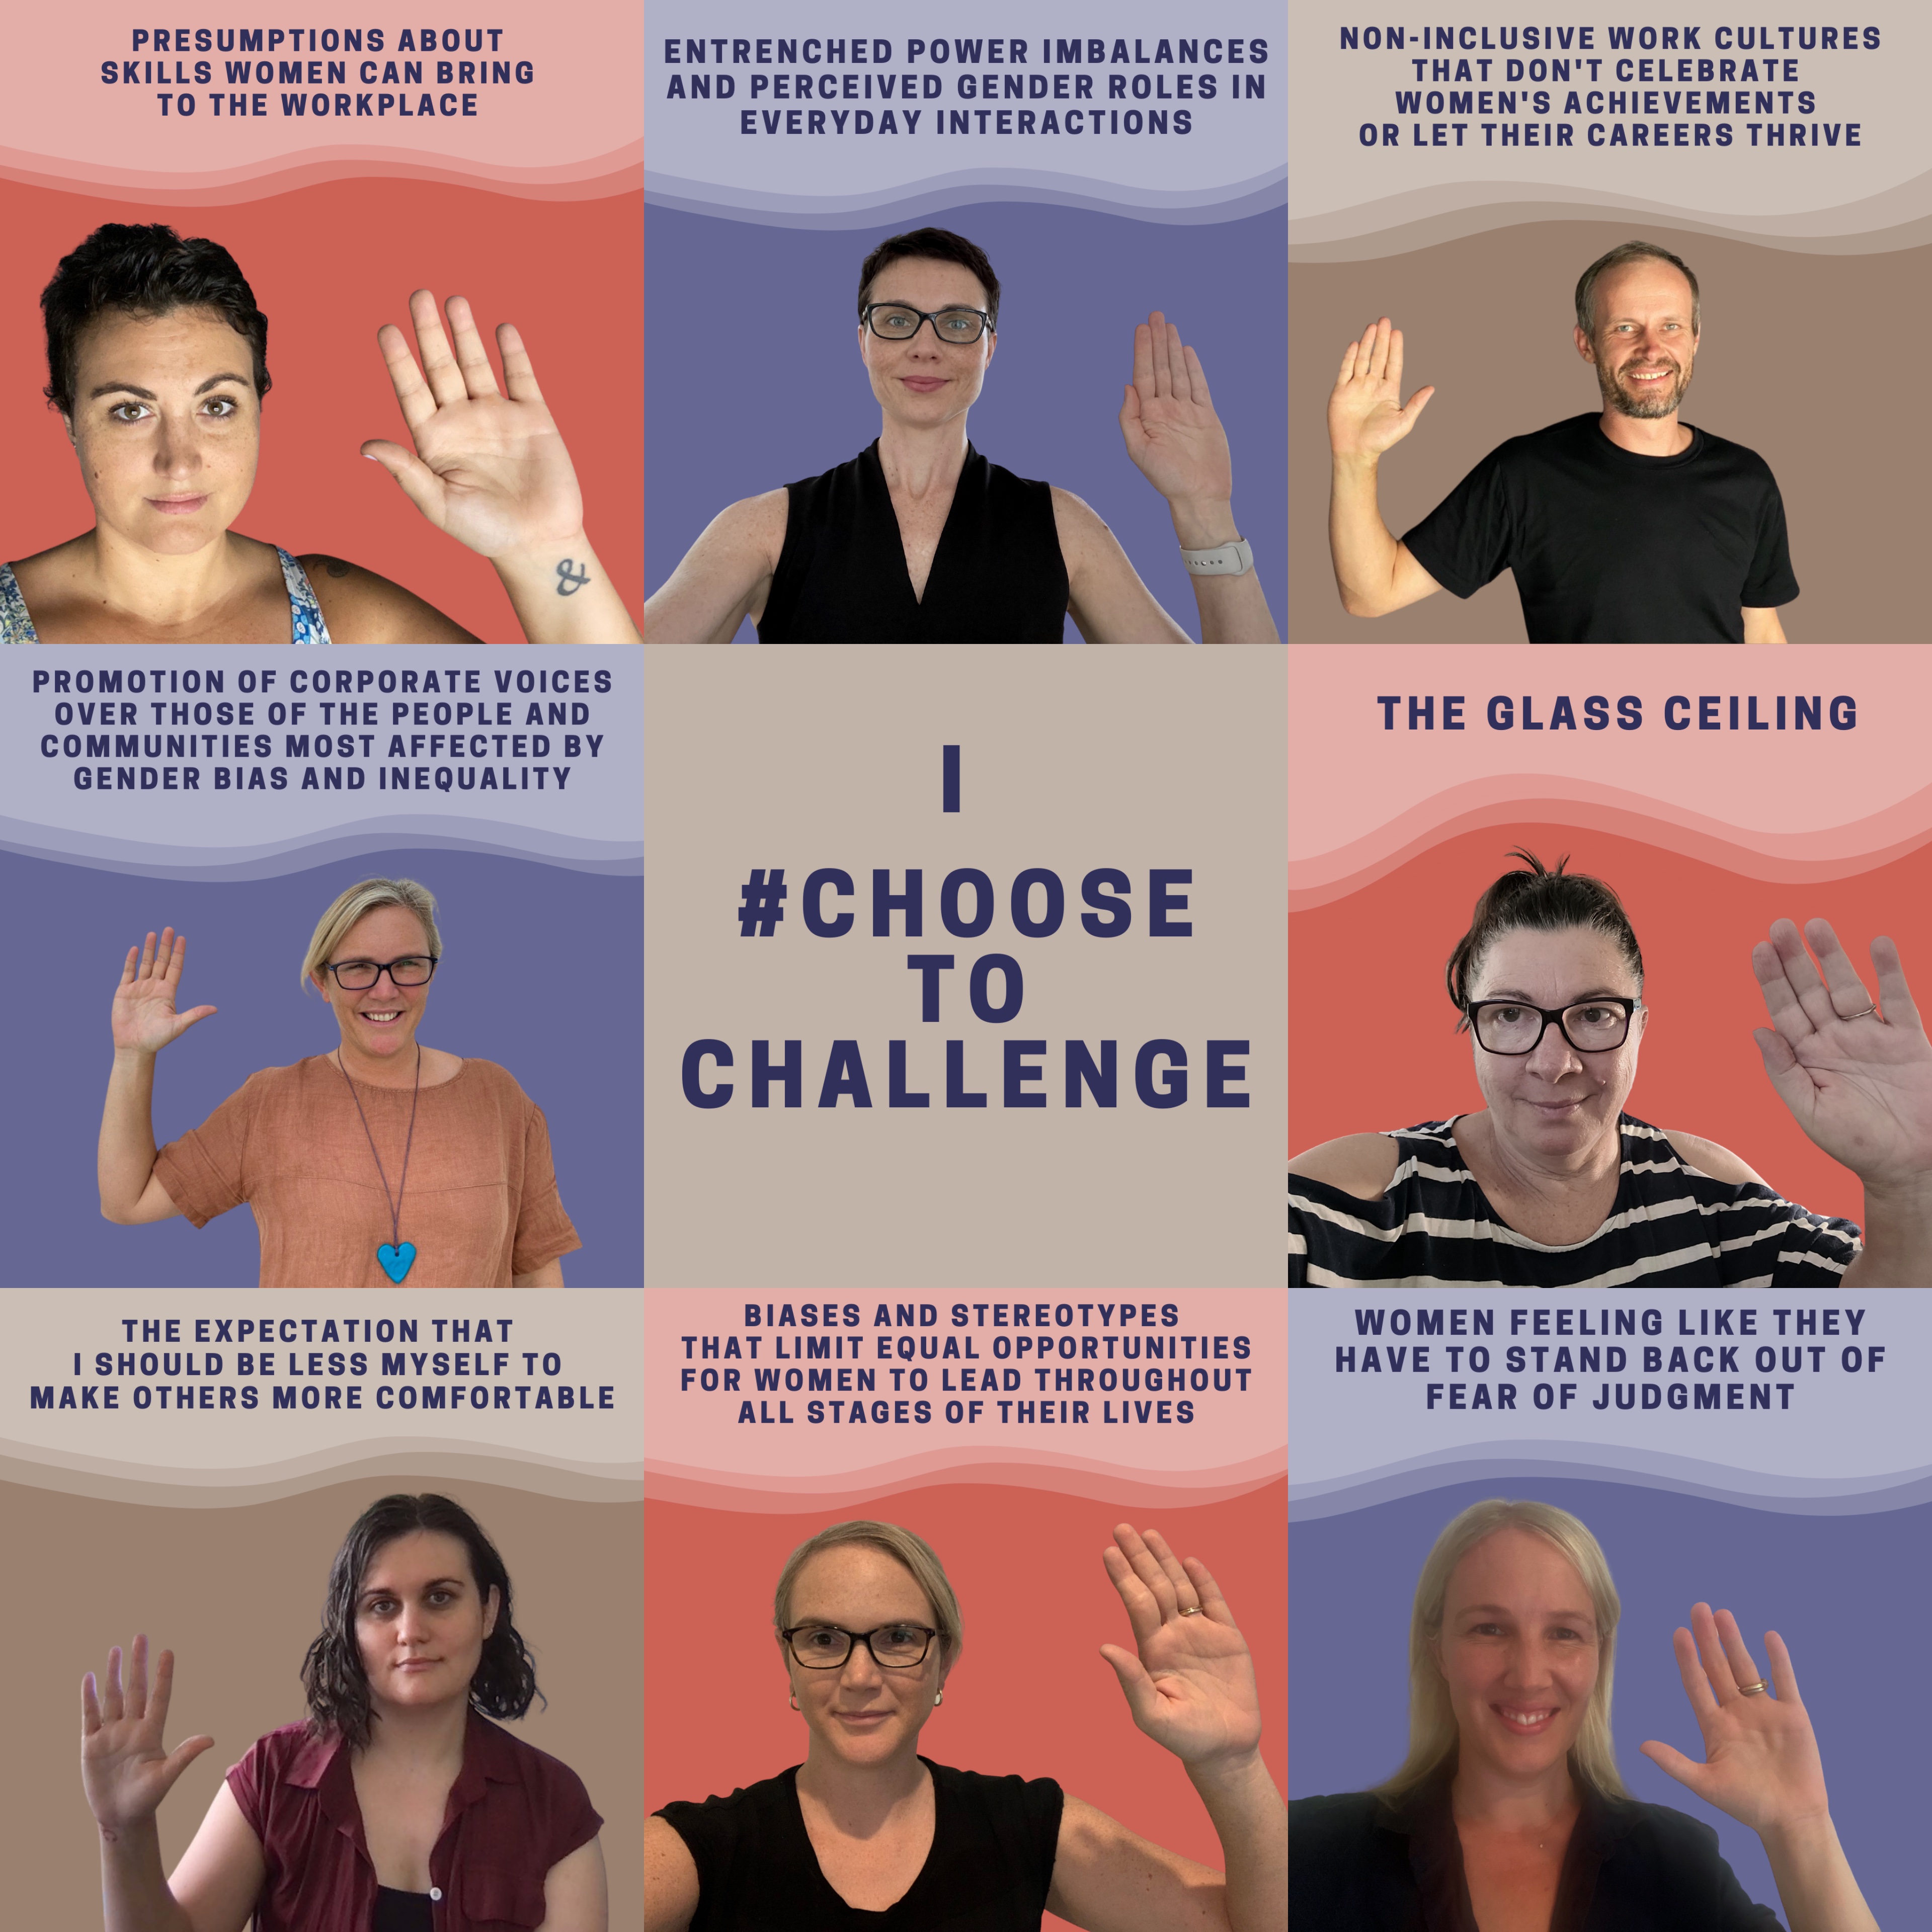 PRESUMPTIONS ABOUT
SKILLS WOMEN CAN BRING
TO THE WORKPLACE
ENTRENCHED POWER IMBALANCES
AND PERCEIVED GENDER ROLES IN
EVERYDAY INTERACTIONS
NON-INCLUSIVE WORK CULTURES
THAT DON'T CELEBRATE
WOMEN'S ACHIEVEMENTS
OR LET THEIR CAREERS THRIVE
&
PROMOTION OF CORPORATE VOICES
OVER THOSE OF THE PEOPLE AND
COMMUNITIES MOST AFFECTED BY
GENDER BIAS AND INEQUALITY
I
#CHOOSE
TO
CHALLENGE
THE GLASS CEILING
THE EXPECTATION THAT
I SHOULD BE LESS MYSELF TO
MAKE OTHERS MORE COMFORTABLE
BIASES AND STEREOTYPES
THAT LIMIT EQUAL OPPORTUNITIES
FOR WOMEN TO LEAD THROUGHOUT
ALL STAGES OF THEIR LIVES
WOMEN FEELING LIKE THEY
HAVE TO STAND BACK OUT OF
FEAR OF JUDGMENT